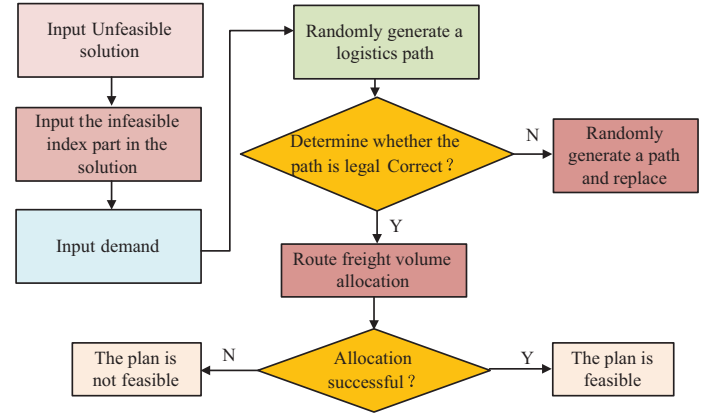 Input Unfeasible
solution
Input the infeasible
index part in the
solution
Input demand
Randomly generate a
logistics path
Determine whether the
path is legal Correct？
N
Randomly
generate a path
and replace
Y
Route freight volume
allocation
Allocation
successful？
N
The plan is
not feasible
Y
The plan is
feasible